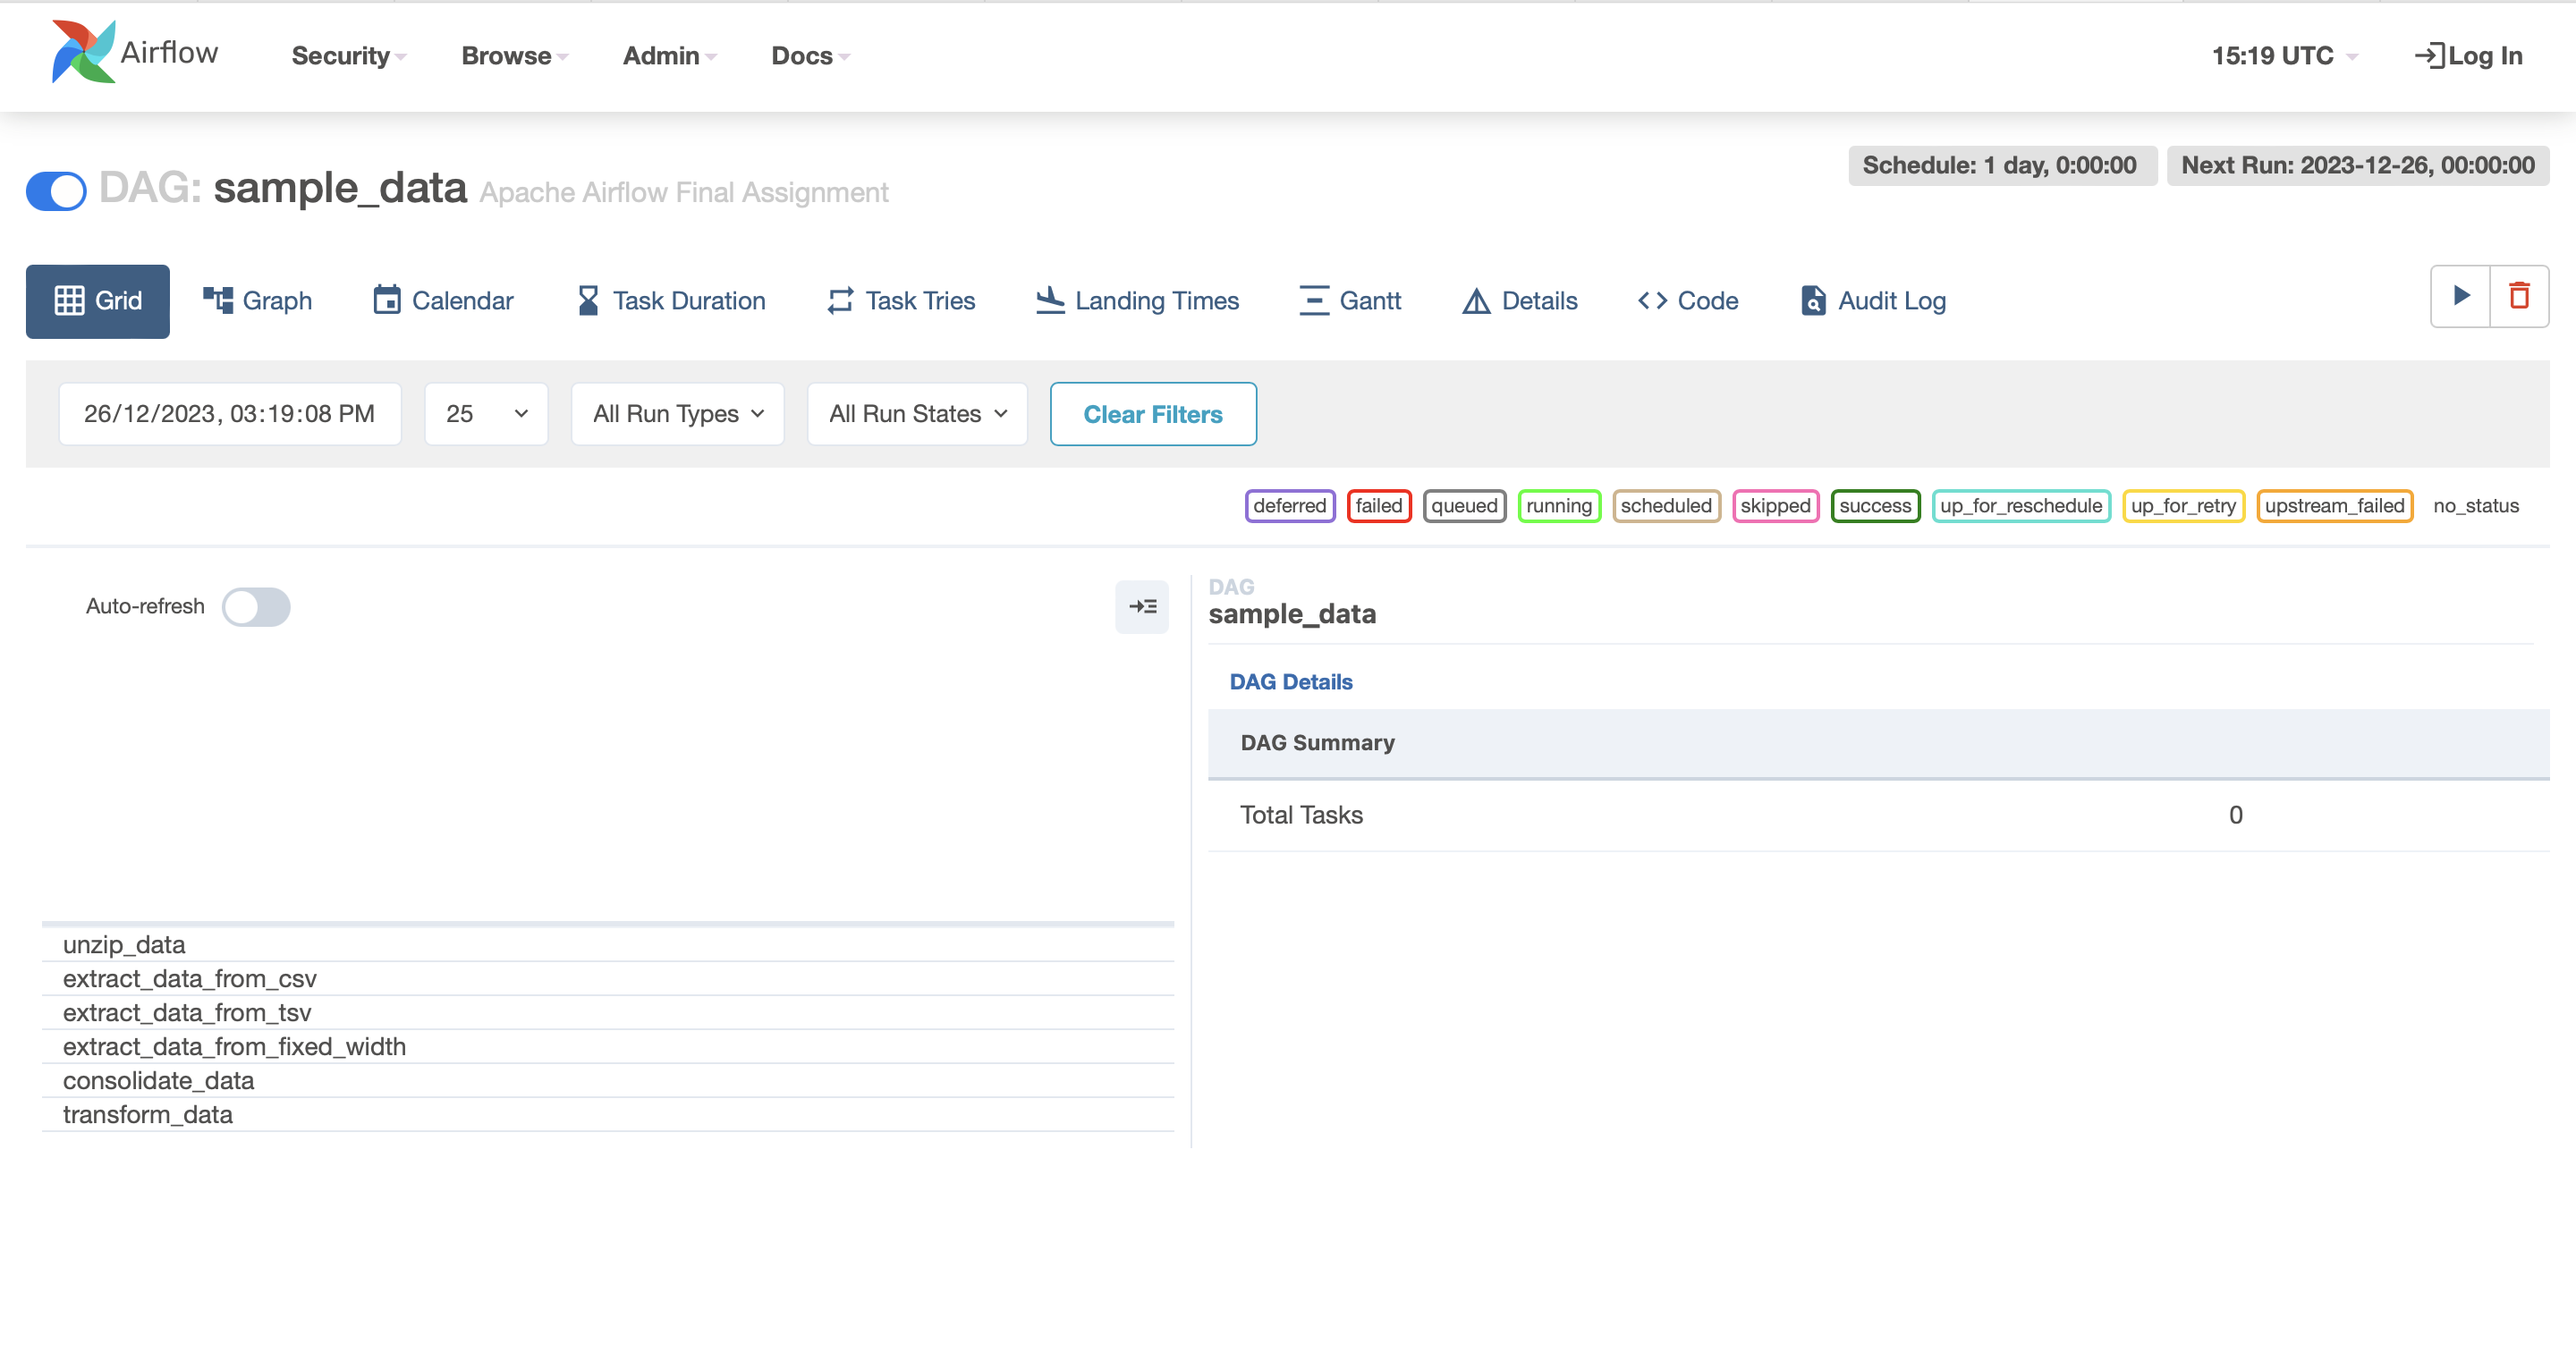 Airflow Security Browse Admin Docs 15:19 UTC Log In
Schedule: 1 day, 0:00:00 Next Run: 2023-12-26, 00:00:00
DAG: sample_data Apache Airflow Final Assignment
Grid Graph Calendar Task Duration Task Tries Landing Times Gantt Details Code Audit Log
26/12/2023, 03:19:08 PM 25 All Run Types All Run States Clear Filters
deferred failed queued running scheduled skipped success up_for_reschedule up_for_retry upstream_failed no_status
Auto-refresh
DAG
sample_data
DAG Details
DAG Summary
Total Tasks 0
unzip_data
extract_data_from_csv
extract_data_from_tsv
extract_data_from_fixed_width
consolidate_data
transform_data